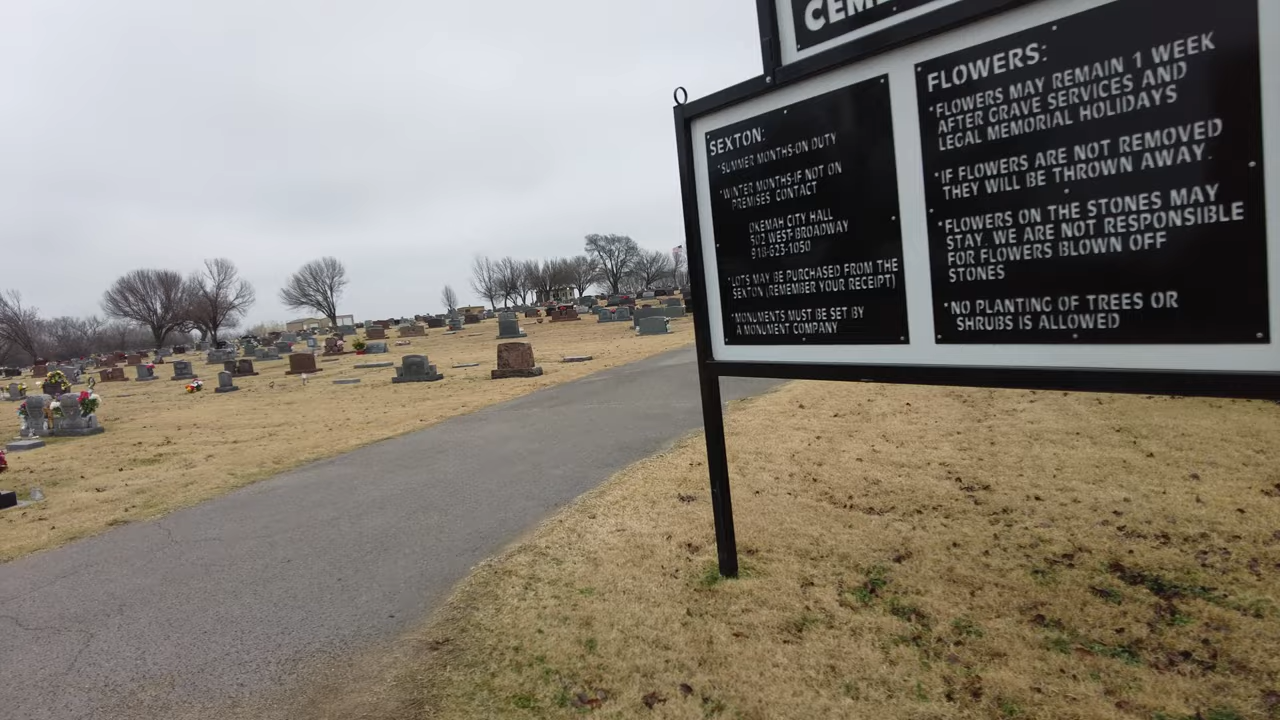 SEXTON:
*SUMMER MONTHS-ON DUTY
*WINTER MONTHS-IF NOT ON
PREMISES CONTACT
OKEMAH CITY HALL
502 WEST BROADWAY
918-623-1050
*LOTS MAY BE PURCHASED FROM THE
SEXTON (REMEMBER YOUR RECEIPT)
*MONUMENTS MUST BE SET BY
A MONUMENT COMPANY
FLOWERS:
*FLOWERS MAY REMAIN 1 WEEK
AFTER GRAVE SERVICES AND
LEGAL MEMORIAL HOLIDAYS
*IF FLOWERS ARE NOT REMOVED
THEY WILL BE THROWN AWAY.
*FLOWERS ON THE STONES MAY
STAY. WE ARE NOT RESPONSIBLE
FOR FLOWERS BLOWN OFF
STONES
*NO PLANTING OF TREES OR
SHRUBS IS ALLOWED